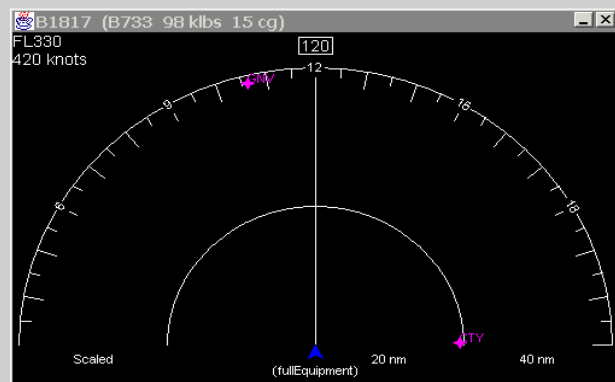 B1817 (B733 98 klbs 15 cg)
FL330
420 knots
120
GNV
12
9
15
6
18
CTY
Scaled
20 nm
40 nm
(fullEquipment)